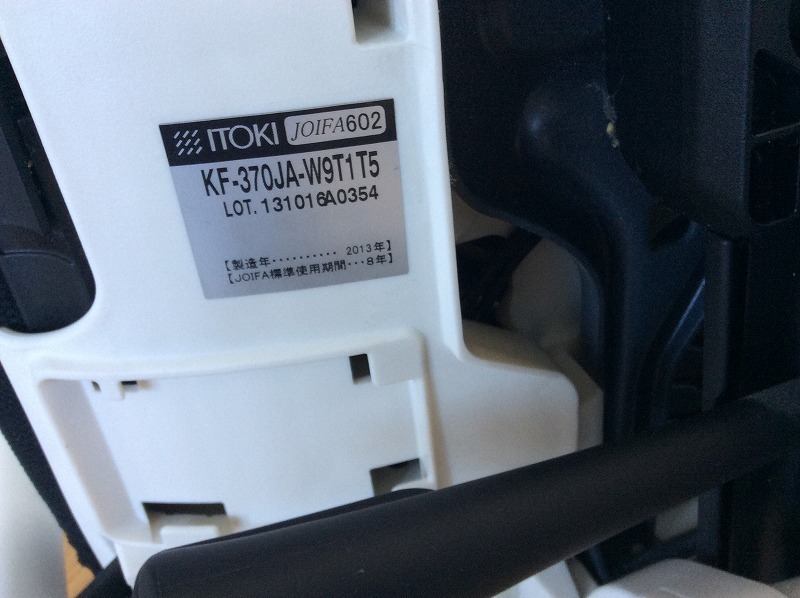 ITOKI JOIFA602
KF-370JA-W9T1T5
LOT. 131016A0354
【製造年·········· 2013年】
【JOIFA標準使用期間···8年】